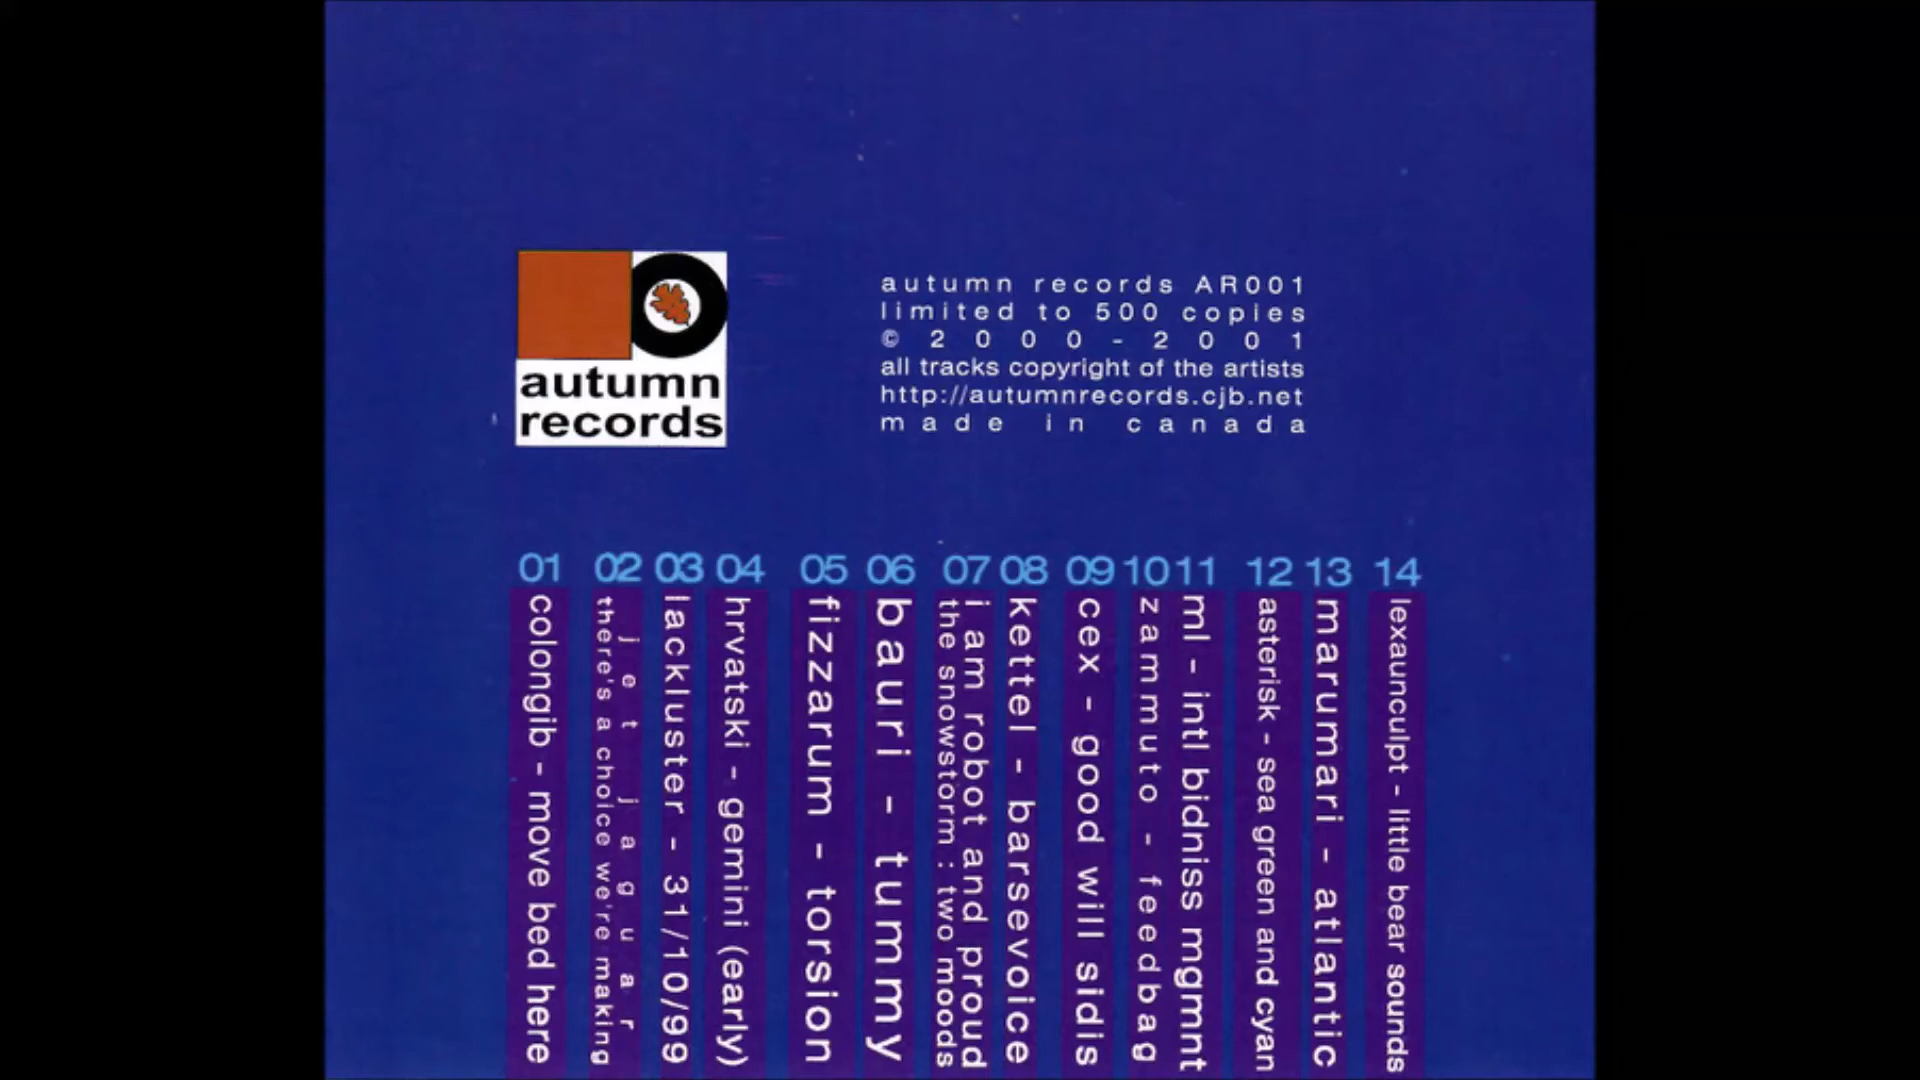 autumn
records
autumn records AR001
limited to 500 copies
© 2000-2001
all tracks copyright of the artists
http://autumnrecords.cjb.net
made in canada
01
colongib - move bed here
02
jet jaguar
there's a choice we're making
03
lackluster - 31/10/99
04
hrvatski - gemini (early)
05
fizzarum - torsion
06
bauri - tummy
07
i am robot and proud
the snowstorm : two moods
08
kettel - barsevoice
09
cex - good will sidis
10
zammuto - feedbag
11
ml - intl bidniss mgmnt
12
asterisk - sea green and cyan
13
marumari - atlantic
14
lexaunculpt - little bear sounds